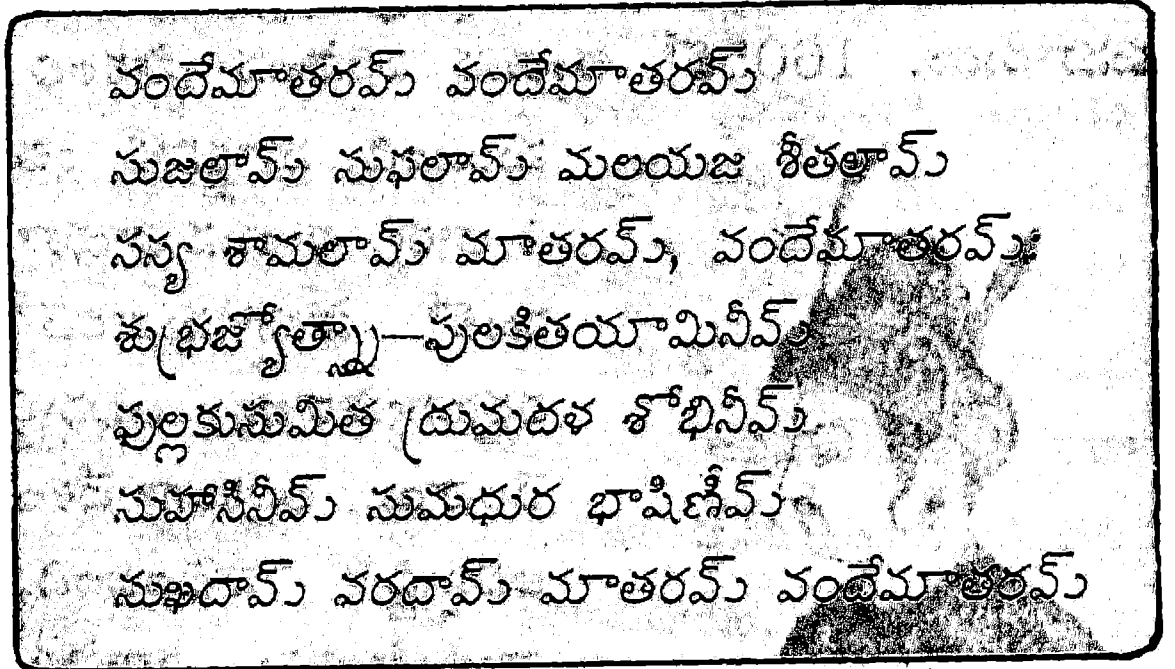 వందేమాతరమ్ వందేమాతరమ్
సుజలామ్ సుఫలామ్ మలయజ శీతలామ్
సస్య శామలామ్ మాతరమ్, వందేమాతరమ్
శుభ్రజ్యోత్స్నా—పులకితయామినీమ్
పుల్లకుసుమిత ద్రుమదళ శోభినీమ్
సుహాసినీమ్ సుమధుర భాషిణీమ్
సుఖదామ్ వరదామ్ మాతరమ్ వందేమాతరమ్